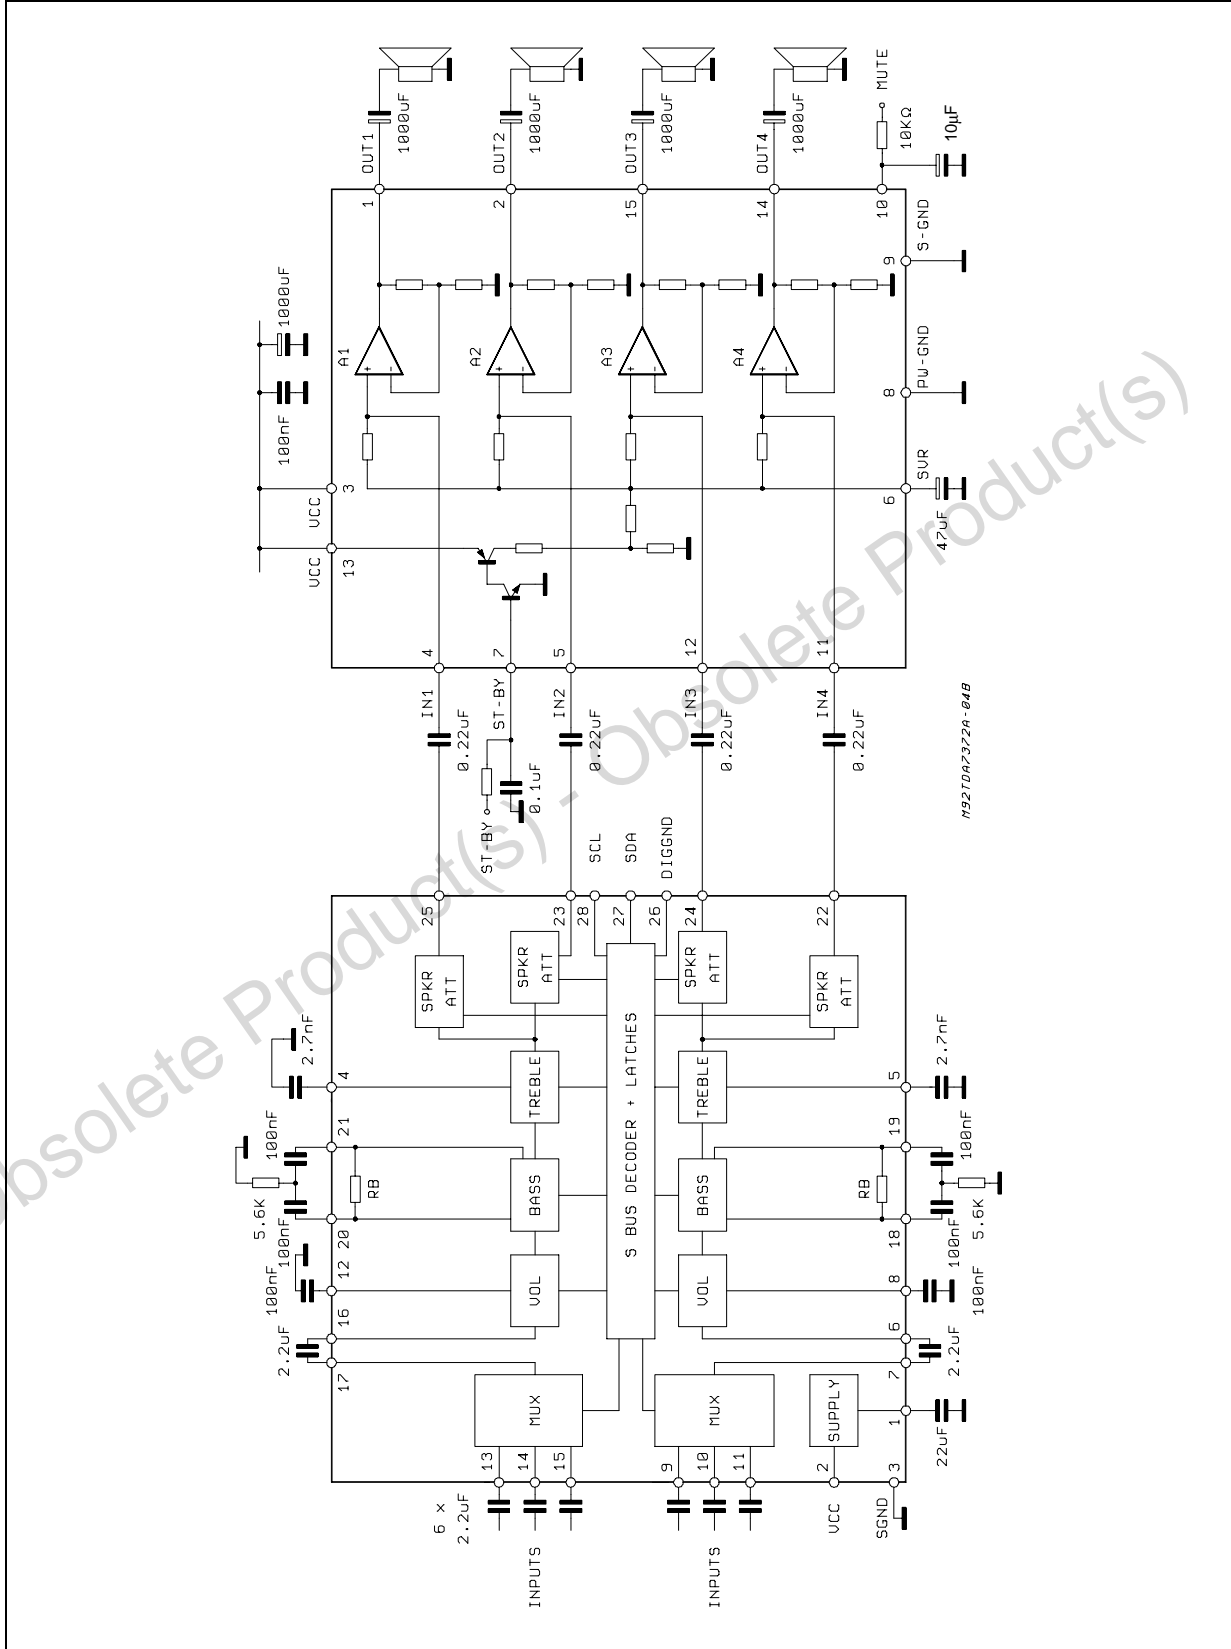 OUT1
1000uF
OUT2
1000uF
OUT3
1000uF
OUT4
1000uF
MUTE
10KΩ
10µF
1
2
15
14
10
S-GND
9
1000uF
100nF
A1
A2
A3
A4
PW-GND
8
VCC
3
VCC
13
SVR
6
47uF
4
7
5
12
11
IN1
ST-BY
IN2
IN3
IN4
0.22uF
ST-BY
0.1uF
0.22uF
0.22uF
0.22uF
M92TDA7372A-04B
SCL
SDA
DIGGND
25
23
28
27
26
24
22
SPKR
ATT
SPKR
ATT
SPKR
ATT
SPKR
ATT
S BUS DECODER + LATCHES
2.7nF
4
TREBLE
TREBLE
5
2.7nF
100nF
21
19
100nF
5.6K
RB
BASS
BASS
RB
5.6K
100nF
20
18
100nF
100nF
12
VOL
VOL
8
100nF
2.2uF
16
6
2.2uF
17
7
MUX
MUX
SUPPLY
1
22uF
13
14
15
9
10
11
2
3
6 x
2.2uF
INPUTS
INPUTS
VCC
SGND
+
-
+
-
+
-
+
-
Obsolete Product(s) - Obsolete Product(s)